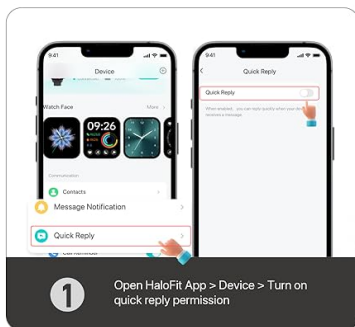 9:41
Device
Watch Face
More
09:26
Communication
Contacts
Message Notification
Quick Reply
9:41
Quick Reply
Quick Reply
When enabled, you can reply quickly when your device
receives a message
1
Open HaloFit App > Device > Turn on
quick reply permission